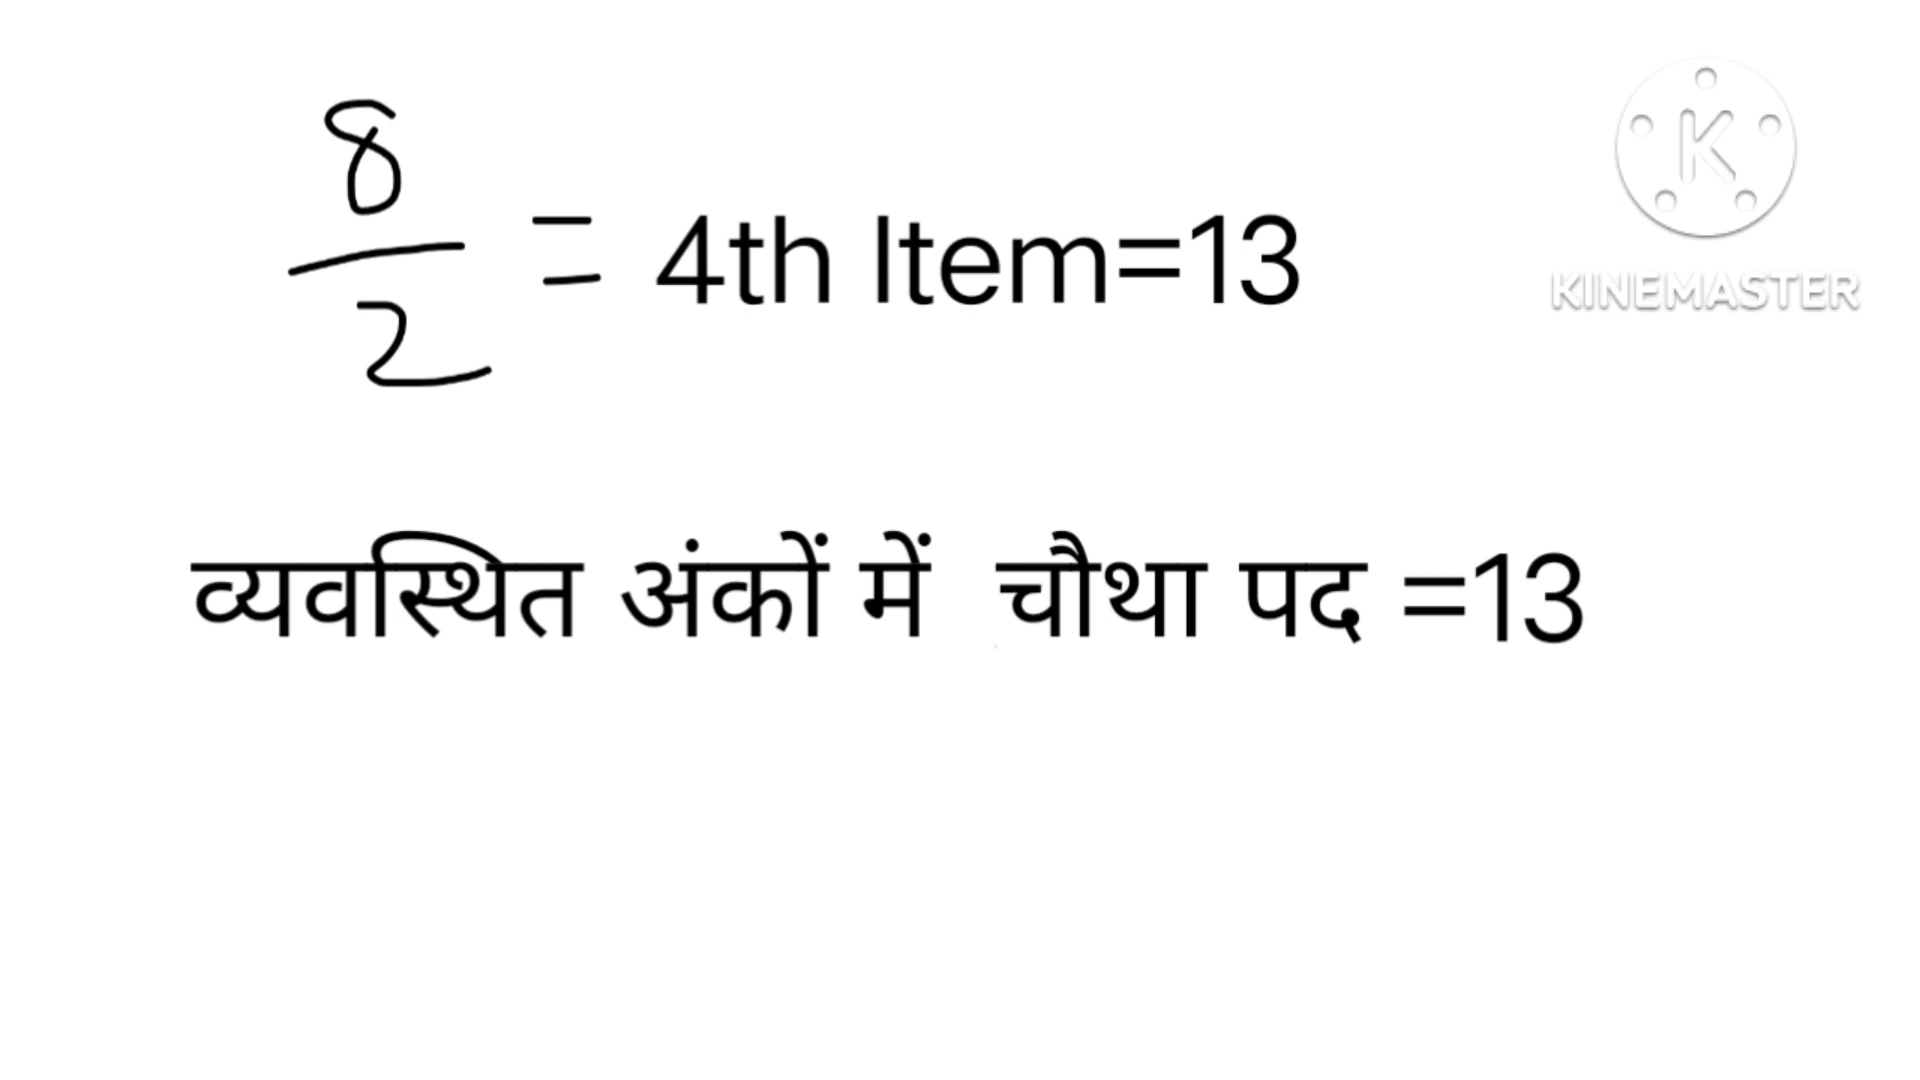 8/2 = 4th Item=13
K
KINEMASTER
व्यवस्थित अंकों में चौथा पद =13